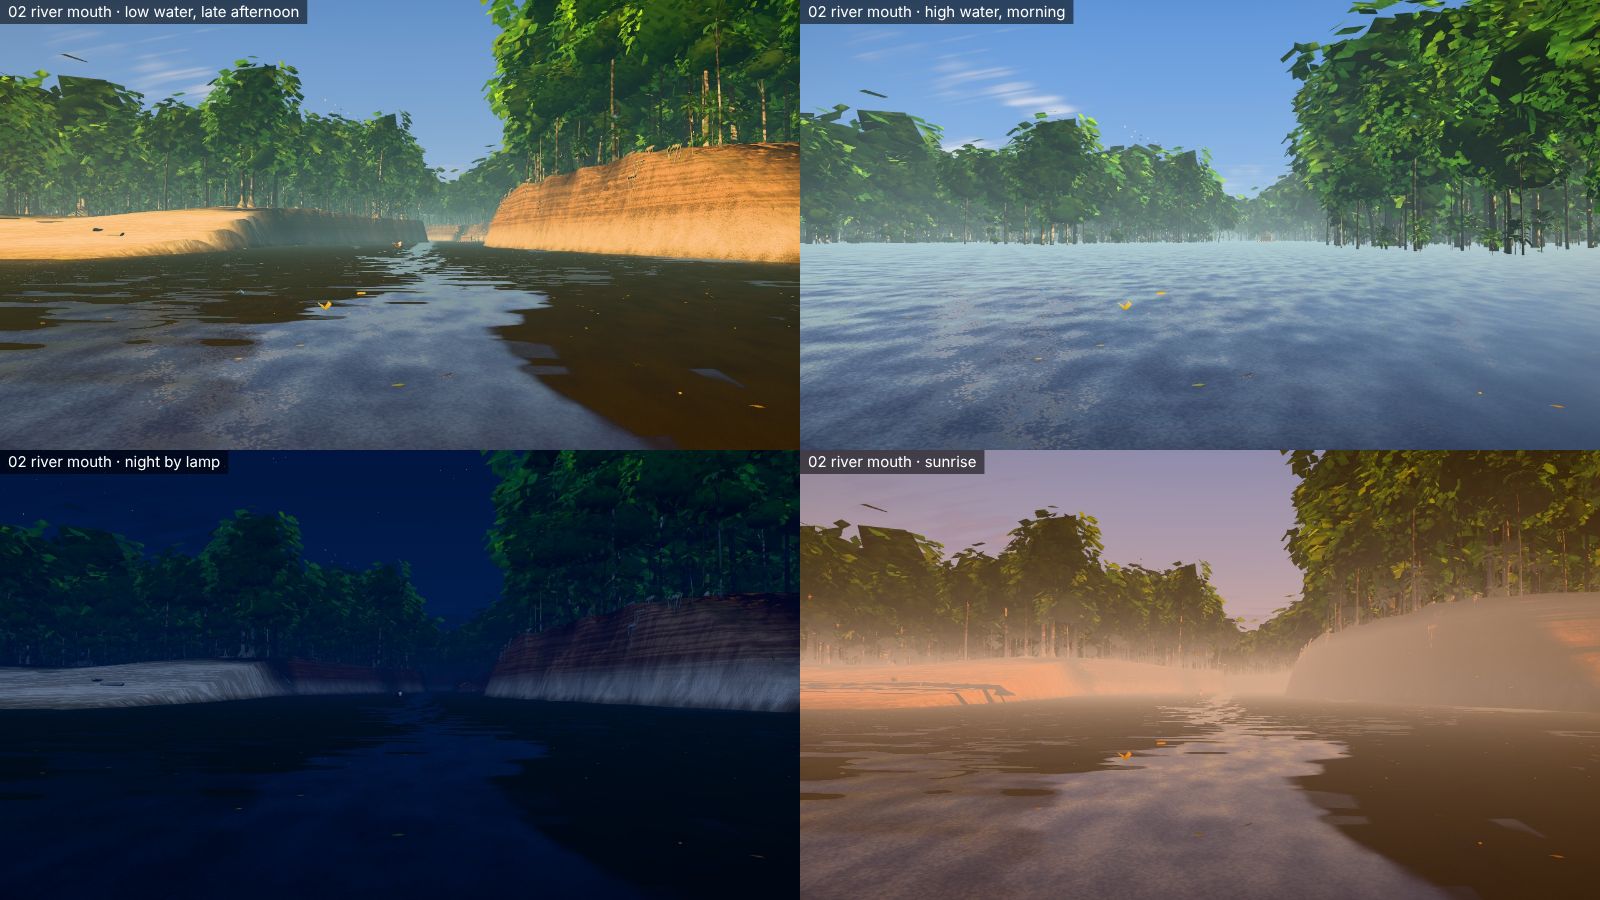 02 river mouth · low water, late afternoon
02 river mouth · high water, morning
02 river mouth · night by lamp
02 river mouth · sunrise